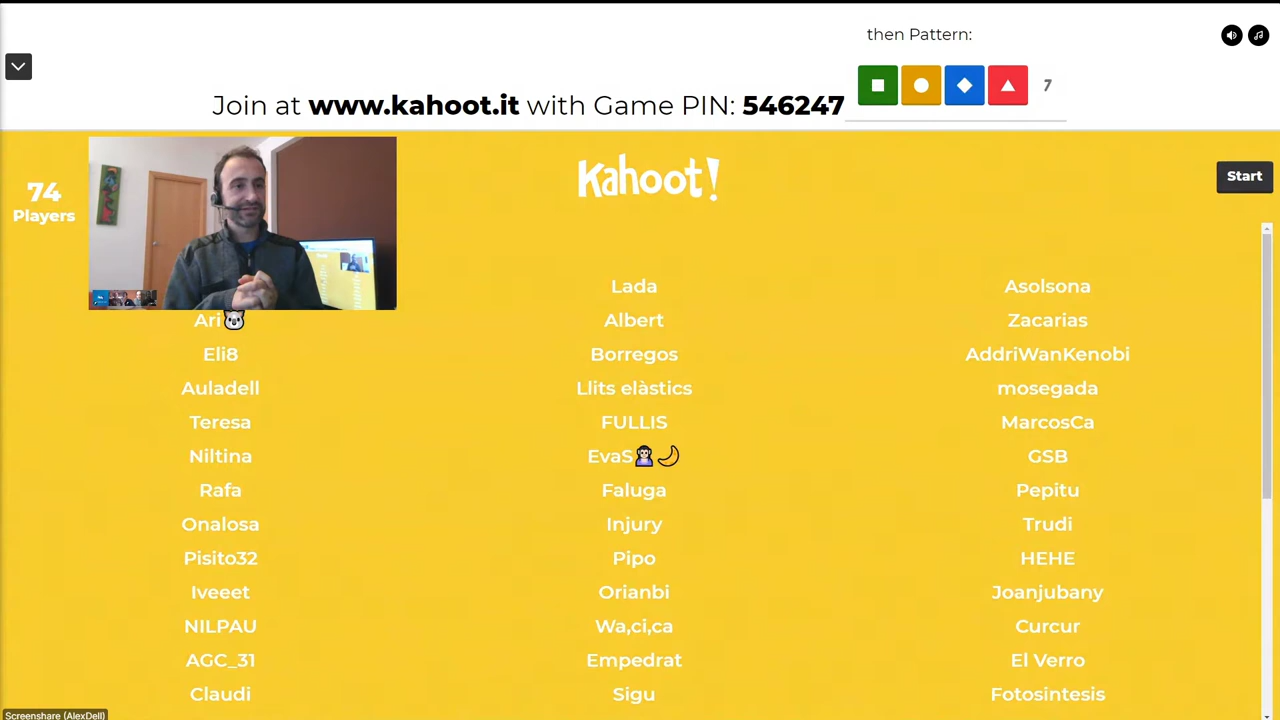 then Pattern:
7
Join at www.kahoot.it with Game PIN: 546247
Kahoot!
Start
74
Players
Lada
Asolsona
Ari🐨
Albert
Zacarias
Eli8
Borregos
AddriWanKenobi
Auladell
Llits elàstics
mosegada
Teresa
FULLIS
MarcosCa
Niltina
EvaS🙊🌙
GSB
Rafa
Faluga
Pepitu
Onalosa
Injury
Trudi
Pisito32
Pipo
HEHE
Iveeet
Orianbi
Joanjubany
NILPAU
Wa,ci,ca
Curcur
AGC_31
Empedrat
El Verro
Claudi
Sigu
Fotosintesis
Screenshare (AlexDell)